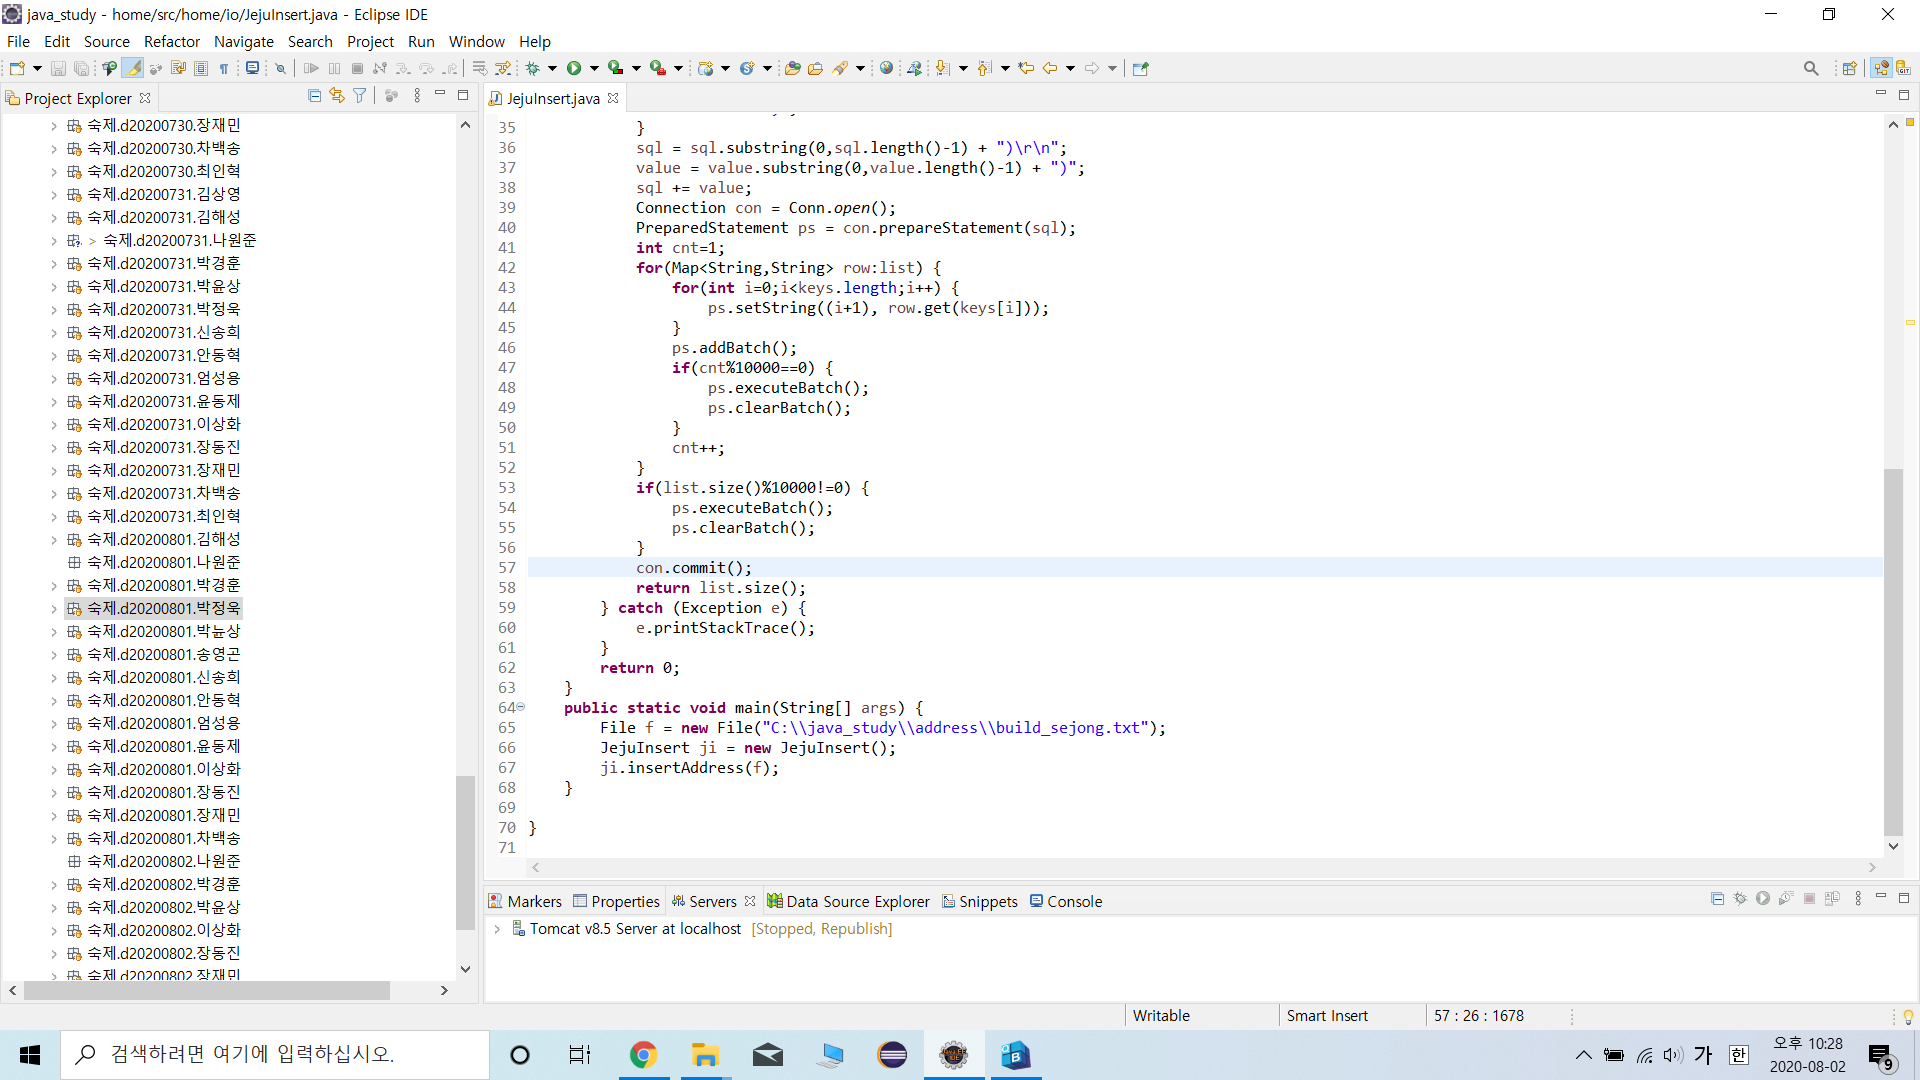 java_study - home/src/home/io/JejuInsert.java - Eclipse IDE
File Edit Source Refactor Navigate Search Project Run Window Help
Project Explorer
숙제.d20200730.장재민
숙제.d20200730.차백송
숙제.d20200730.최인혁
숙제.d20200731.김상영
숙제.d20200731.김해성
> 숙제.d20200731.나원준
숙제.d20200731.박경훈
숙제.d20200731.박윤상
숙제.d20200731.박정욱
숙제.d20200731.신송희
숙제.d20200731.안동혁
숙제.d20200731.엄성용
숙제.d20200731.윤동제
숙제.d20200731.이상화
숙제.d20200731.장동진
숙제.d20200731.장재민
숙제.d20200731.차백송
숙제.d20200731.최인혁
숙제.d20200801.김해성
숙제.d20200801.나원준
숙제.d20200801.박경훈
숙제.d20200801.박정욱
숙제.d20200801.박뉸상
숙제.d20200801.송영곤
숙제.d20200801.신송희
숙제.d20200801.안동혁
숙제.d20200801.엄성용
숙제.d20200801.윤동제
숙제.d20200801.이상화
숙제.d20200801.장동진
숙제.d20200801.장재민
숙제.d20200801.차백송
숙제.d20200802.나원준
숙제.d20200802.박경훈
숙제.d20200802.박윤상
숙제.d20200802.이상화
숙제.d20200802.장동진
숙제.d20200802.장재민
JejuInsert.java
35 }
36 sql = sql.substring(0,sql.length()-1) + ")\r\n";
37 value = value.substring(0,value.length()-1) + ")";
38 sql += value;
39 Connection con = Conn.open();
40 PreparedStatement ps = con.prepareStatement(sql);
41 int cnt=1;
42 for(Map<String,String> row:list) {
43 for(int i=0;i<keys.length;i++) {
44 ps.setString((i+1), row.get(keys[i]));
45 }
46 ps.addBatch();
47 if(cnt%10000==0) {
48 ps.executeBatch();
49 ps.clearBatch();
50 }
51 cnt++;
52 }
53 if(list.size()%10000!=0) {
54 ps.executeBatch();
55 ps.clearBatch();
56 }
57 con.commit();
58 return list.size();
59 } catch (Exception e) {
60 e.printStackTrace();
61 }
62 return 0;
63 }
64 public static void main(String[] args) {
65 File f = new File("C:\\java_study\\address\\build_sejong.txt");
66 JejuInsert ji = new JejuInsert();
67 ji.insertAddress(f);
68 }
69
70 }
71
Markers Properties Servers Data Source Explorer Snippets Console
Tomcat v8.5 Server at localhost [Stopped, Republish]
Writable Smart Insert 57 : 26 : 1678
검색하려면 여기에 입력하십시오.
가 한 오후 10:28
2020-08-02
9